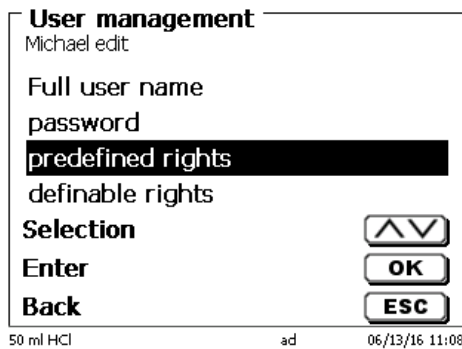 User management
Michael edit
Full user name
password
predefined rights
definable rights
Selection
Enter OK
Back ESC
50 ml HCl ad 06/13/16 11:08